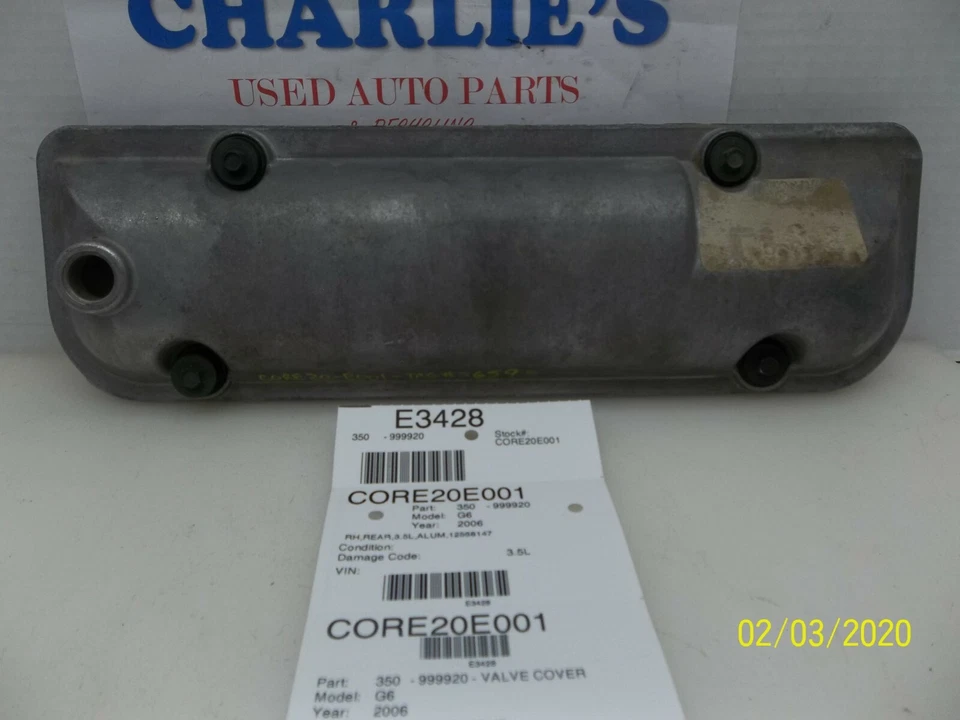 CHARLIE'S
USED AUTO PARTS
& RECYCLING
E3428
350 -999920
Stock#:
CORE20E001
CORE20E001
Part: 350 -999920
Model: G6
Year: 2006
RH,REAR,3.5L,ALUM,12588147
Condition:
Damage Code: 3.5L
VIN:
E3428
CORE20E001
E3428
Part: 350 -999920 - VALVE COVER
Model: G6
Year: 2006
02/03/2020